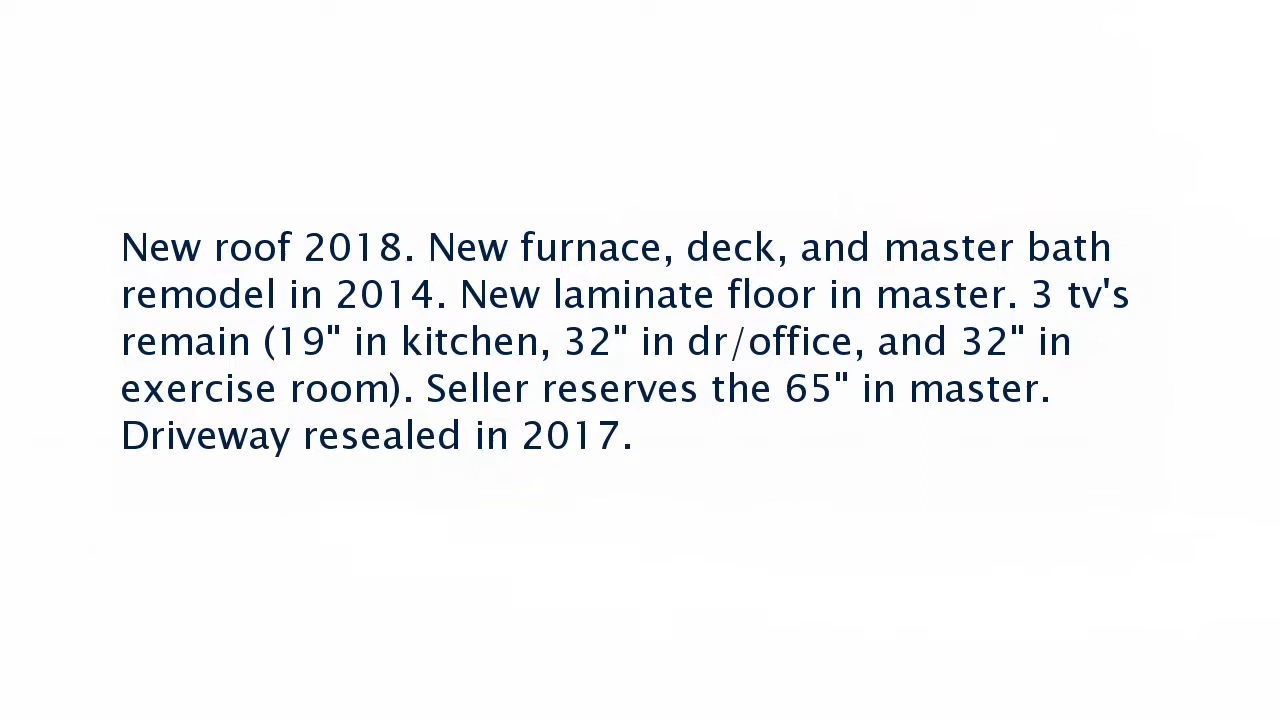 New roof 2018. New furnace, deck, and master bath
remodel in 2014. New laminate floor in master. 3 tv's
remain (19" in kitchen, 32" in dr/office, and 32" in
exercise room). Seller reserves the 65" in master.
Driveway resealed in 2017.